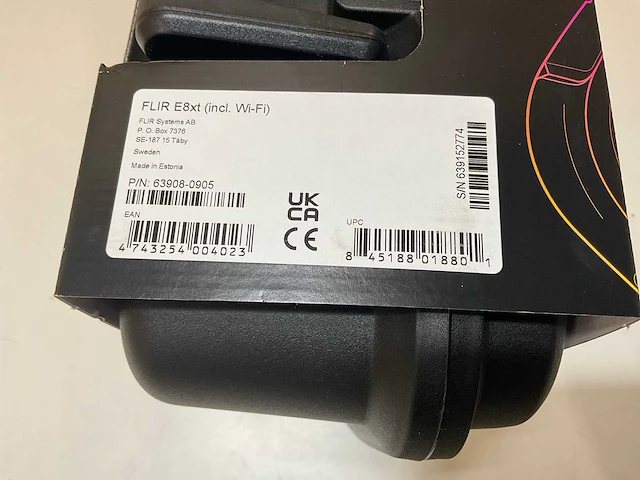 FLIR E8xt (incl. Wi-Fi)
FLIR Systems AB
P. O. Box 7376
SE-187 15 Täby
Sweden
Made in Estonia
P/N: 63908-0905
EAN
4 743254 004023
UK
CA
CE
UPC
8 45188 01880 1
S/N 639152774